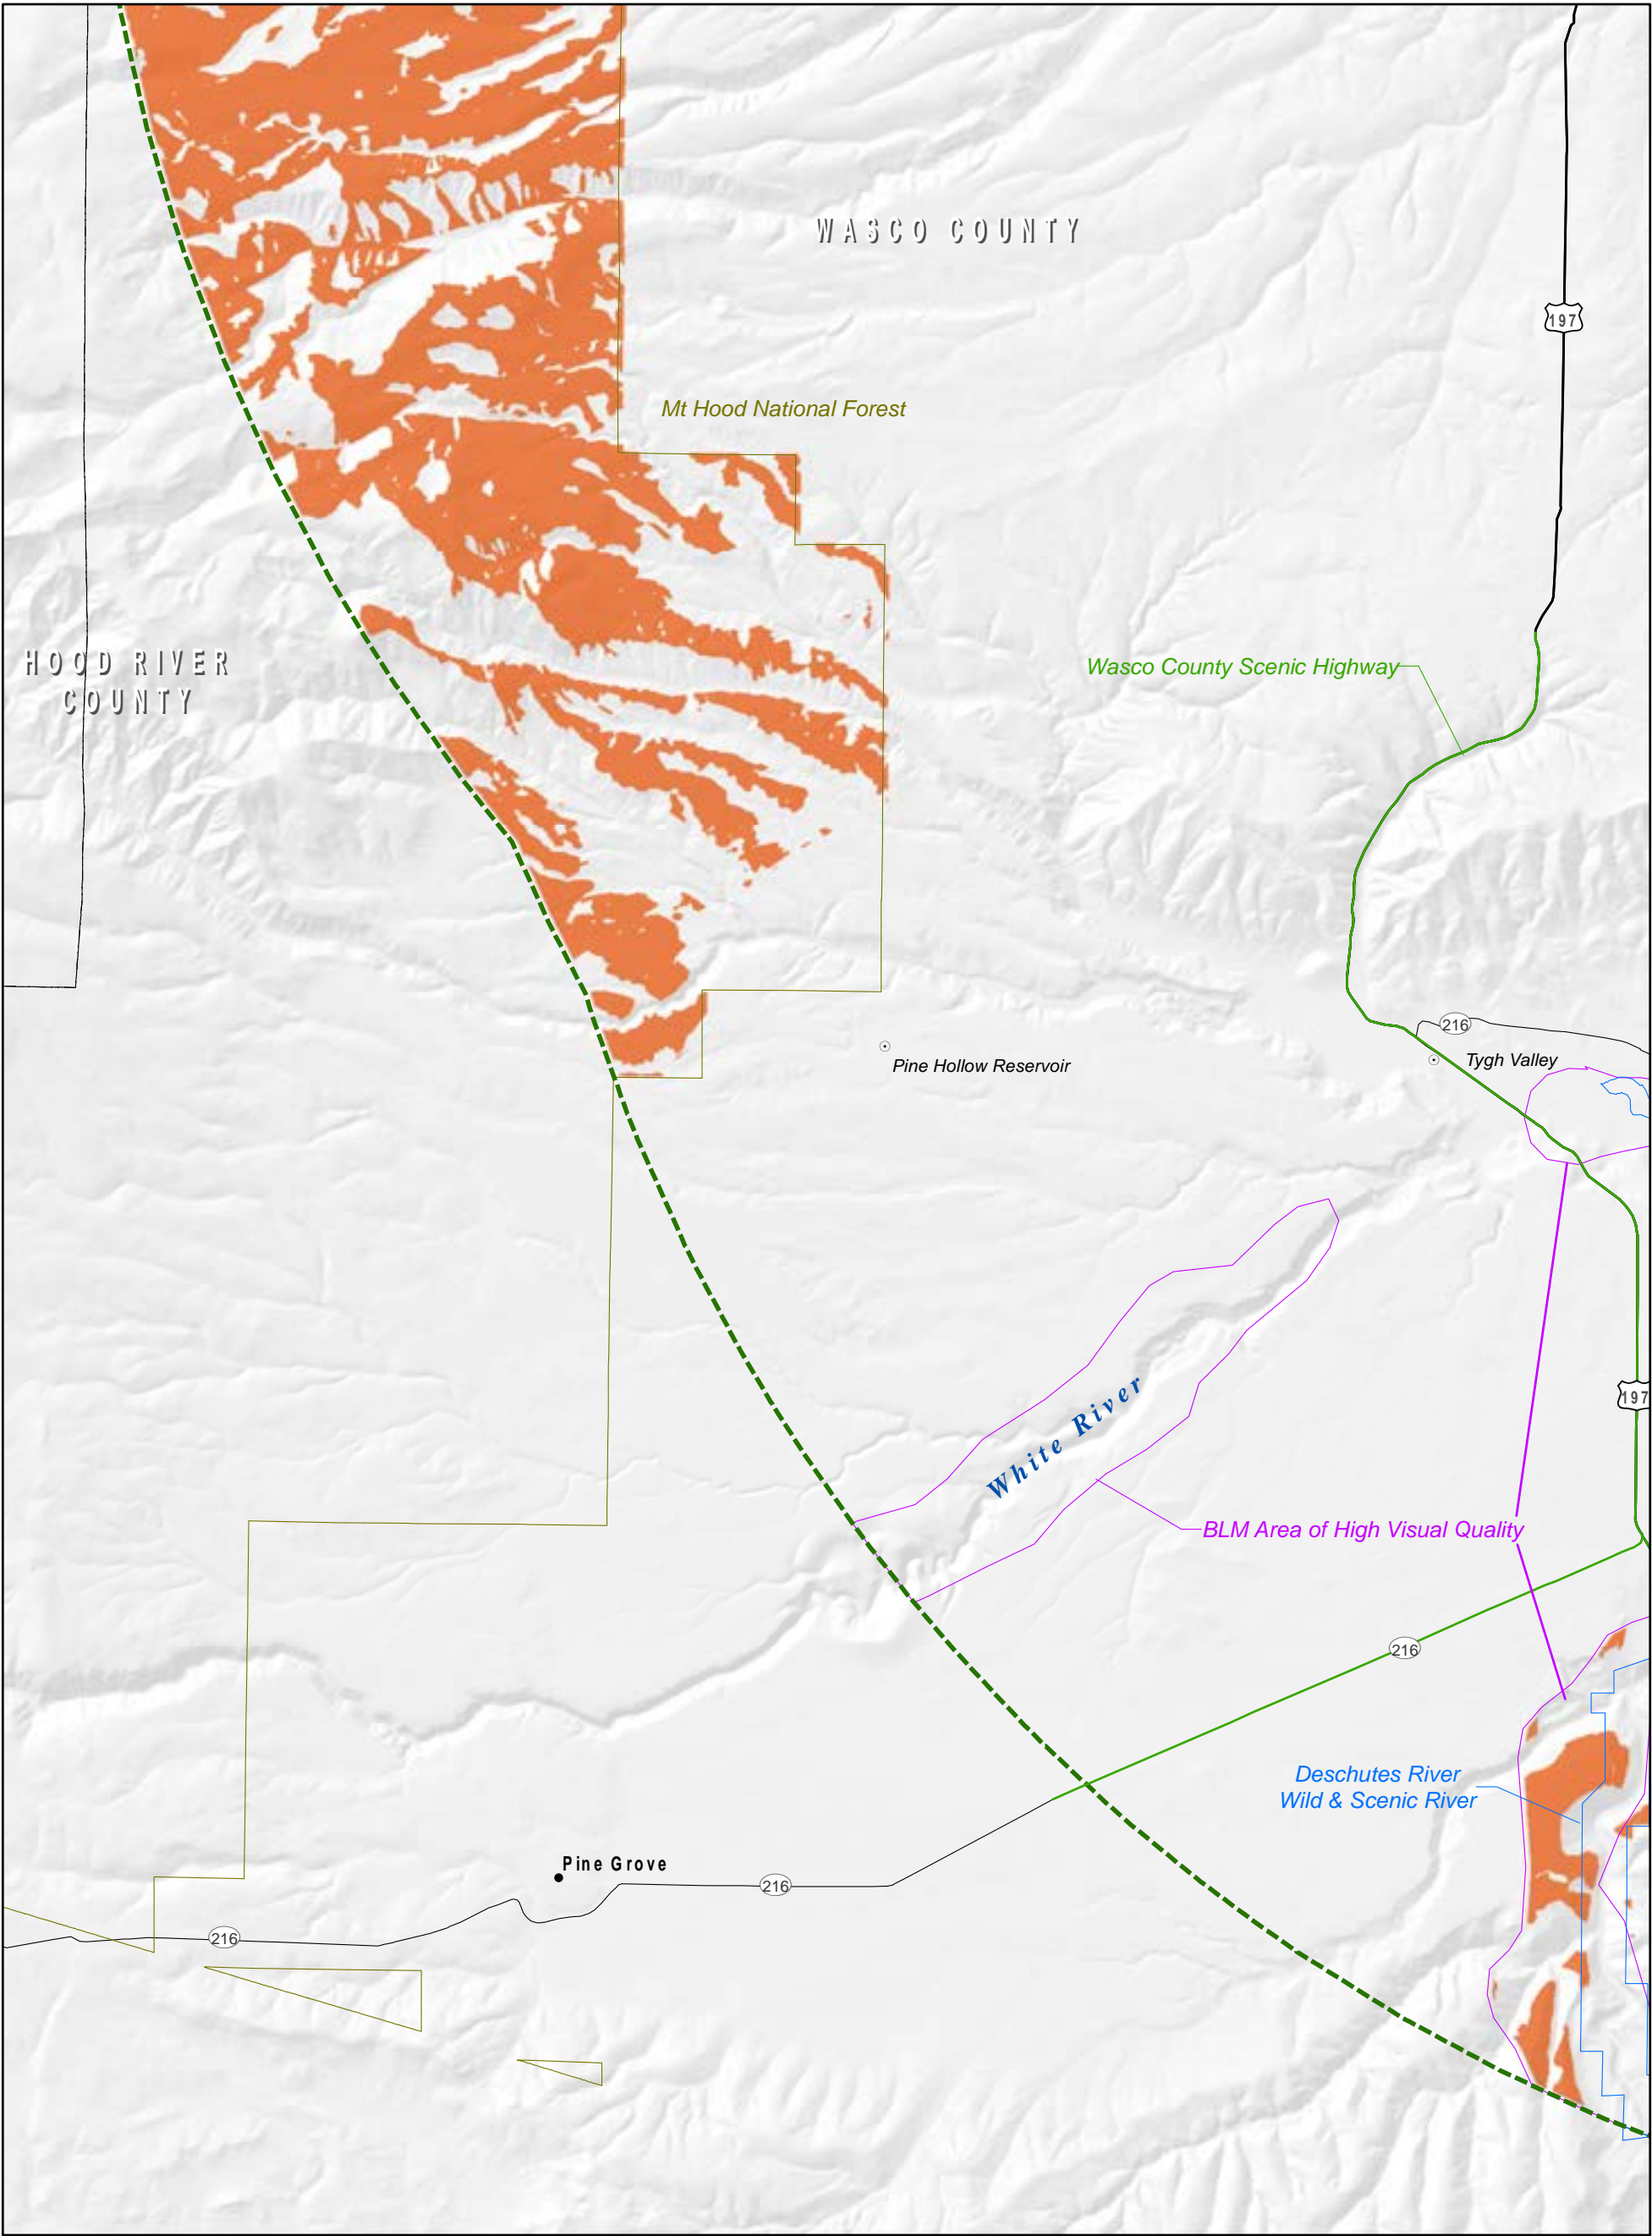 WASCO COUNTY
197
Mt Hood National Forest
HOOD RIVER
COUNTY
Wasco County Scenic Highway
216
Tygh Valley
Pine Hollow Reservoir
197
White River
BLM Area of High Visual Quality
216
Deschutes River
Wild & Scenic River
Pine Grove
216
216